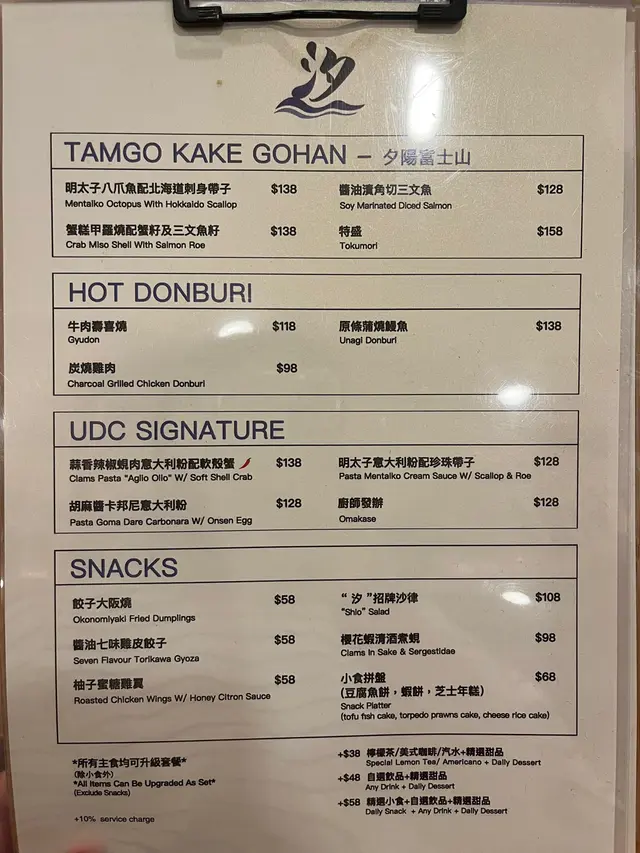 汐
TAMGO KAKE GOHAN – 夕陽富士山
明太子八爪魚配北海道刺身帶子 $138
Mentaiko Octopus With Hokkaido Scallop
醬油漬角切三文魚 $128
Soy Marinated Diced Salmon
蟹糕甲羅燒配蟹籽及三文魚籽 $138
Crab Miso Shell With Salmon Roe
特盛 $158
Tokumori
HOT DONBURI
牛肉壽喜燒 $118
Gyudon
原條蒲燒鰻魚 $138
Unagi Donburi
炭燒雞肉 $98
Charcoal Grilled Chicken Donburi
UDC SIGNATURE
蒜香辣椒蜆肉意大利粉配軟殼蟹 $138
Clams Pasta "Aglio Olio" W/ Soft Shell Crab
明太子意大利粉配珍珠帶子 $128
Pasta Mentaiko Cream Sauce W/ Scallop & Roe
胡麻醬卡邦尼意大利粉 $128
Pasta Goma Dare Carbonara W/ Onsen Egg
廚師發辦 $128
Omakase
SNACKS
餃子大阪燒 $58
Okonomiyaki Fried Dumplings
“ 汐 ”招牌沙律 $108
"Shio" Salad
醬油七味雞皮餃子 $58
Seven Flavour Torikawa Gyoza
櫻花蝦清酒煮蜆 $98
Clams In Sake & Sergestidae
柚子蜜糖雞翼 $58
Roasted Chicken Wings W/ Honey Citron Sauce
小食拼盤 $68
(豆腐魚餅，蝦餅，芝士年糕)
Snack Platter
(tofu fish cake, torpedo prawns cake, cheese rice cake)
*所有主食均可升級套餐*
(除小食外)
*All Items Can Be Upgraded As Set*
(Exclude Snacks)
+10% service charge
+$38 檸檬茶/美式咖啡/汽水+精選甜品
Special Lemon Tea/ Americano + Daily Dessert
+$48 自選飲品+精選甜品
Any Drink + Daily Dessert
+$58 精選小食+自選飲品+精選甜品
Daily Snack + Any Drink + Daily Dessert